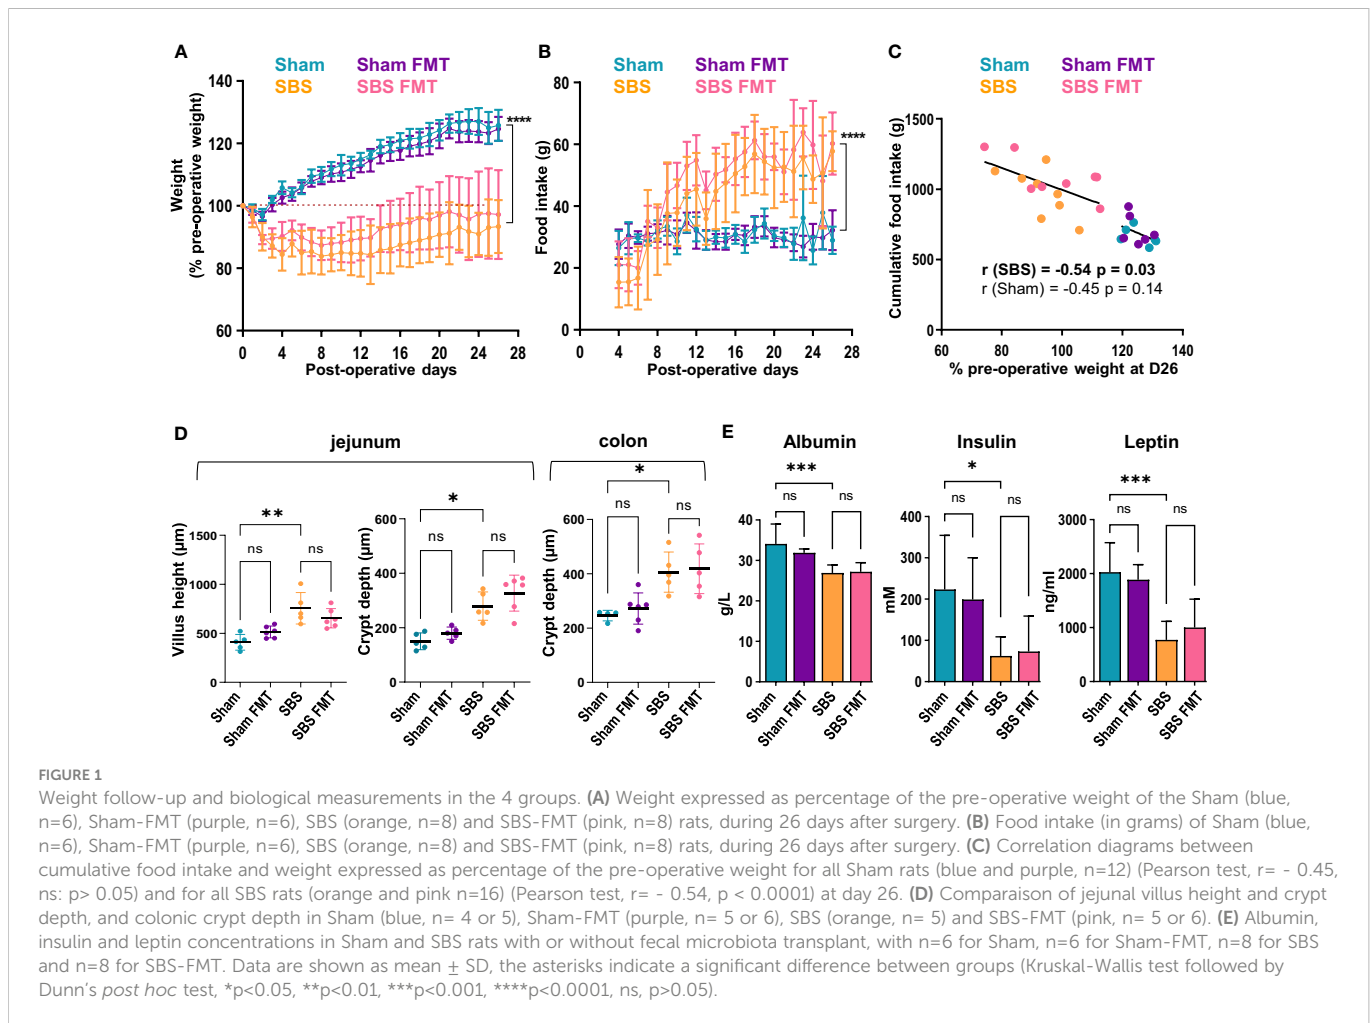 A
Sham Sham FMT
SBS SBS FMT
Weight
(% pre-operative weight)
140
120
100
80
60
****
0 4 8 12 16 20 24 28
Post-operative days
B
Sham Sham FMT
SBS SBS FMT
Food intake (g)
80
60
40
20
0
****
0 4 8 12 16 20 24 28
Post-operative days
C
Sham Sham FMT
SBS SBS FMT
Cumulative food intake (g)
1500
1000
500
0
r (SBS) = -0.54 p = 0.03
r (Sham) = -0.45 p = 0.14
60 80 100 120 140
% pre-operative weight at D26
D
jejunum
colon
Villus height (µm)
1500
1000
500
0
**
ns
ns
Sham
Sham FMT
SBS
SBS FMT
Crypt depth (µm)
600
400
200
0
*
ns
ns
Sham
Sham FMT
SBS
SBS FMT
Crypt depth (µm)
600
400
200
0
*
ns
ns
Sham
Sham FMT
SBS
SBS FMT
E
Albumin
***
ns
ns
g/L
40
30
20
10
0
Sham
Sham FMT
SBS
SBS FMT
Insulin
*
ns
ns
mM
400
300
200
100
0
Sham
Sham FMT
SBS
SBS FMT
Leptin
***
ns
ns
ng/ml
3000
2000
1000
0
Sham
Sham FMT
SBS
SBS FMT
FIGURE 1
Weight follow-up and biological measurements in the 4 groups. (A) Weight expressed as percentage of the pre-operative weight of the Sham (blue,
n=6), Sham-FMT (purple, n=6), SBS (orange, n=8) and SBS-FMT (pink, n=8) rats, during 26 days after surgery. (B) Food intake (in grams) of Sham (blue,
n=6), Sham-FMT (purple, n=6), SBS (orange, n=8) and SBS-FMT (pink, n=8) rats, during 26 days after surgery. (C) Correlation diagrams between
cumulative food intake and weight expressed as percentage of the pre-operative weight for all Sham rats (blue and purple, n=12) (Pearson test, r= - 0.45,
ns: p> 0.05) and for all SBS rats (orange and pink n=16) (Pearson test, r= - 0.54, p < 0.0001) at day 26. (D) Comparaison of jejunal villus height and crypt
depth, and colonic crypt depth in Sham (blue, n= 4 or 5), Sham-FMT (purple, n= 5 or 6), SBS (orange, n= 5) and SBS-FMT (pink, n= 5 or 6). (E) Albumin,
insulin and leptin concentrations in Sham and SBS rats with or without fecal microbiota transplant, with n=6 for Sham, n=6 for Sham-FMT, n=8 for SBS
and n=8 for SBS-FMT. Data are shown as mean ± SD, the asterisks indicate a significant difference between groups (Kruskal-Wallis test followed by
Dunn's post hoc test, *p<0.05, **p<0.01, ***p<0.001, ****p<0.0001, ns, p>0.05).